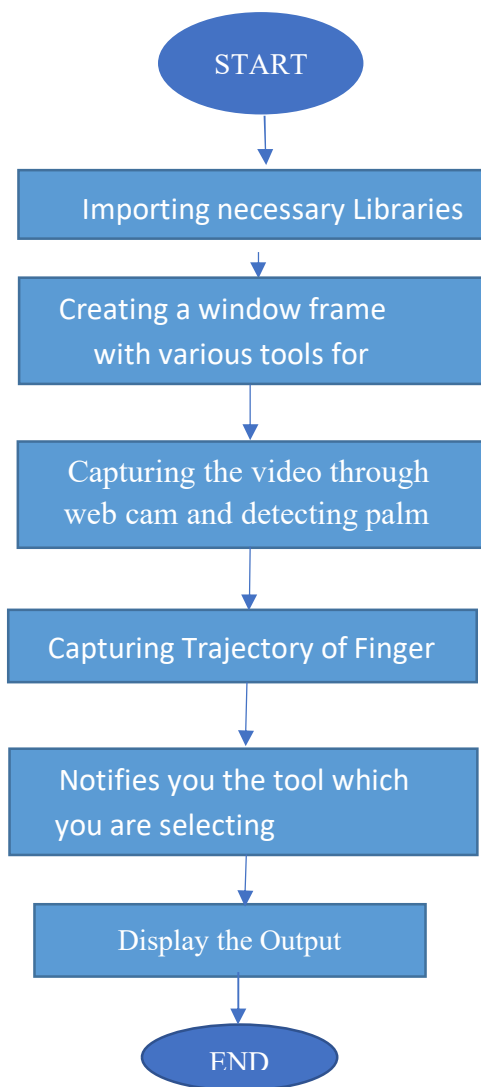 START
Importing necessary Libraries
Creating a window frame
with various tools for
Capturing the video through
web cam and detecting palm
Capturing Trajectory of Finger
Notifies you the tool which
you are selecting
Display the Output
END